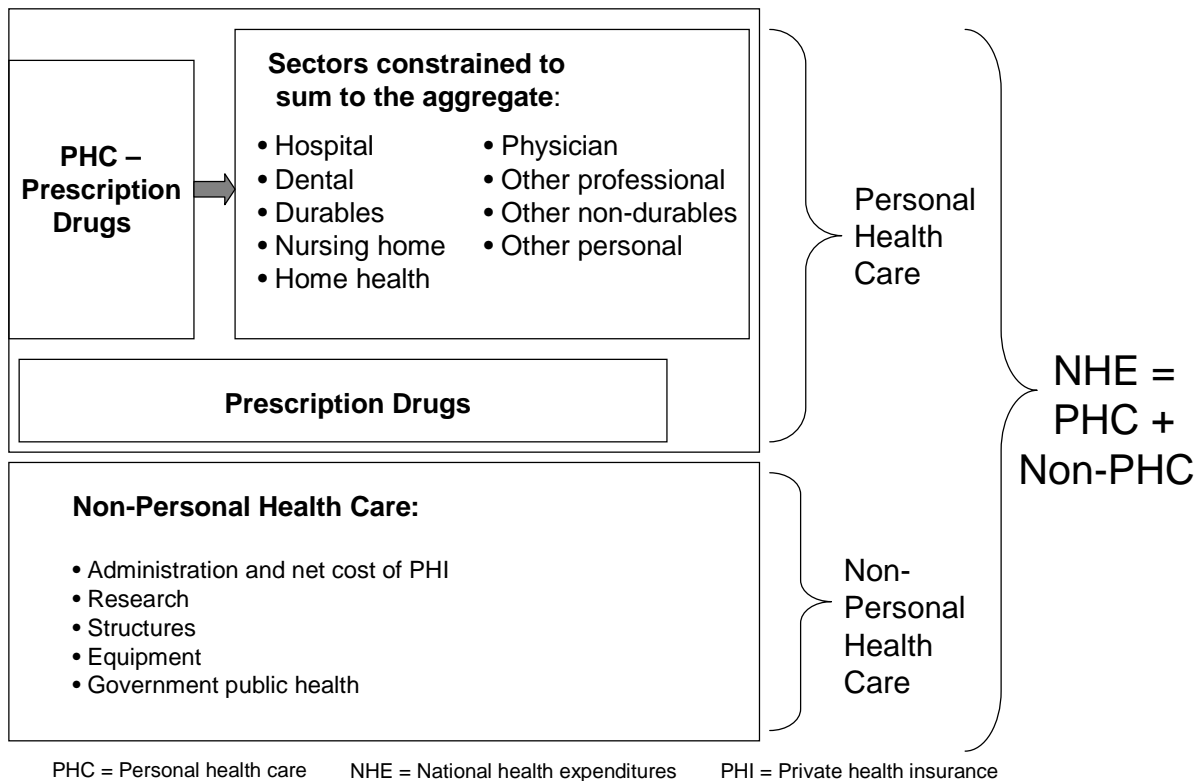 PHC –
Prescription
Drugs
Sectors constrained to
sum to the aggregate:
• Hospital
• Dental
• Durables
• Nursing home
• Home health
• Physician
• Other professional
• Other non-durables
• Other personal
Prescription Drugs
Personal
Health
Care
Non-Personal Health Care:
• Administration and net cost of PHI
• Research
• Structures
• Equipment
• Government public health
Non-
Personal
Health
Care
NHE =
PHC +
Non-PHC
PHC = Personal health care NHE = National health expenditures PHI = Private health insurance